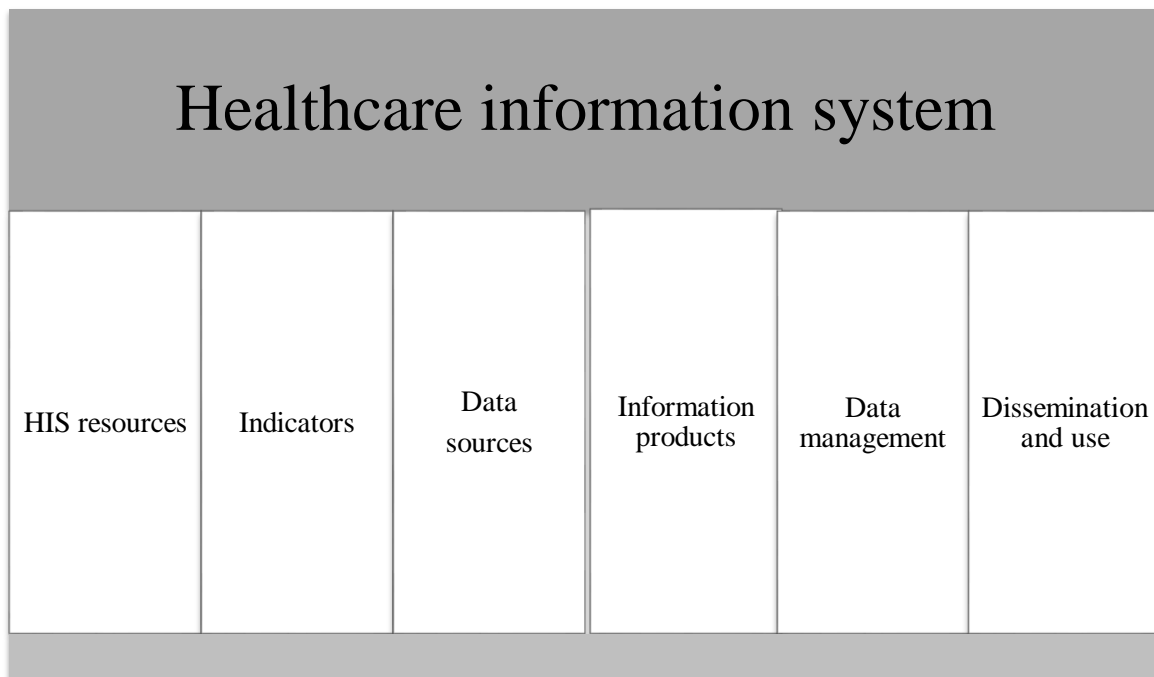 Healthcare information system
HIS resources
Indicators
Data
sources
Information
products
Data
management
Dissemination
and use